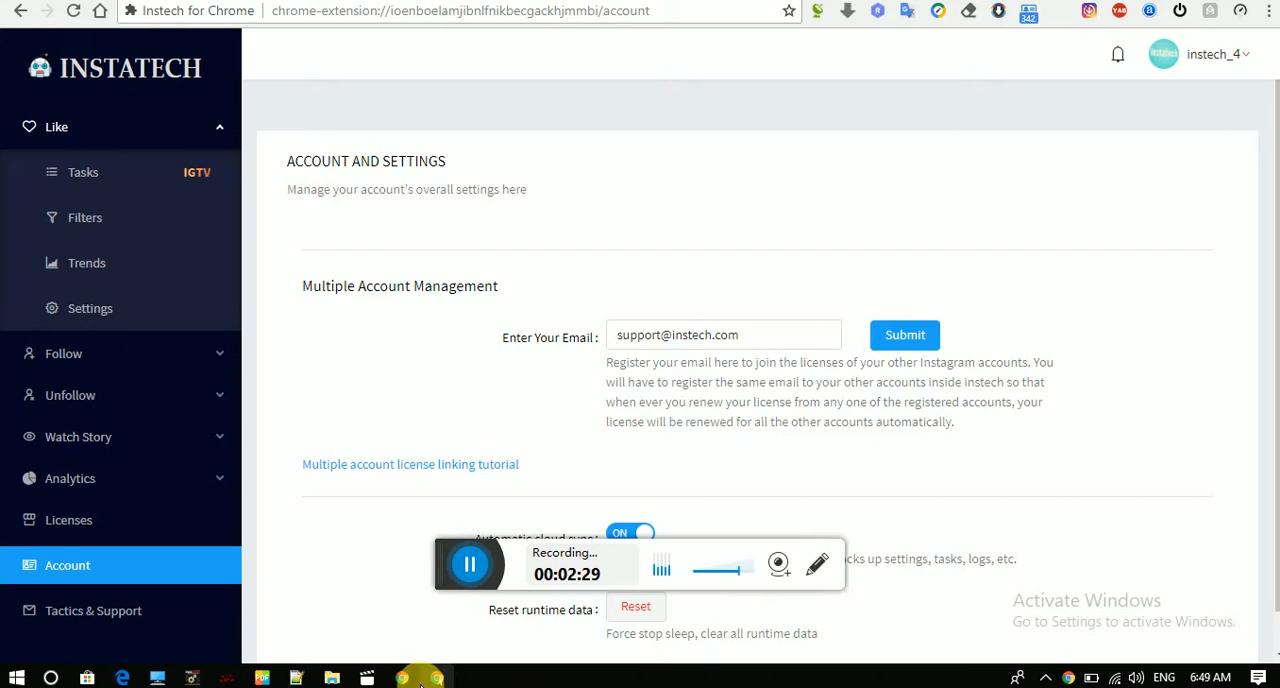 Instech for Chrome
chrome-extension://ioenboelamjibnlfnikbecgackhjmmbi/account
342
YAB
a
INSTATECH
instatech
instech_4
Like
Tasks
IGTV
Filters
Trends
Settings
Follow
Unfollow
Watch Story
Analytics
Licenses
Account
Tactics & Support
ACCOUNT AND SETTINGS
Manage your account's overall settings here
Multiple Account Management
Enter Your Email :
support@instech.com
Submit
Register your email here to join the licenses of your other Instagram accounts. You
will have to register the same email to your other accounts inside instech so that
when ever you renew your license from any one of the registered accounts, your
license will be renewed for all the other accounts automatically.
Multiple account license linking tutorial
Automatic cloud sync :
ON
cks up settings, tasks, logs, etc.
Recording...
00:02:29
Reset runtime data :
Reset
Force stop sleep, clear all runtime data
Activate Windows
Go to Settings to activate Windows.
PDF
ENG
6:49 AM